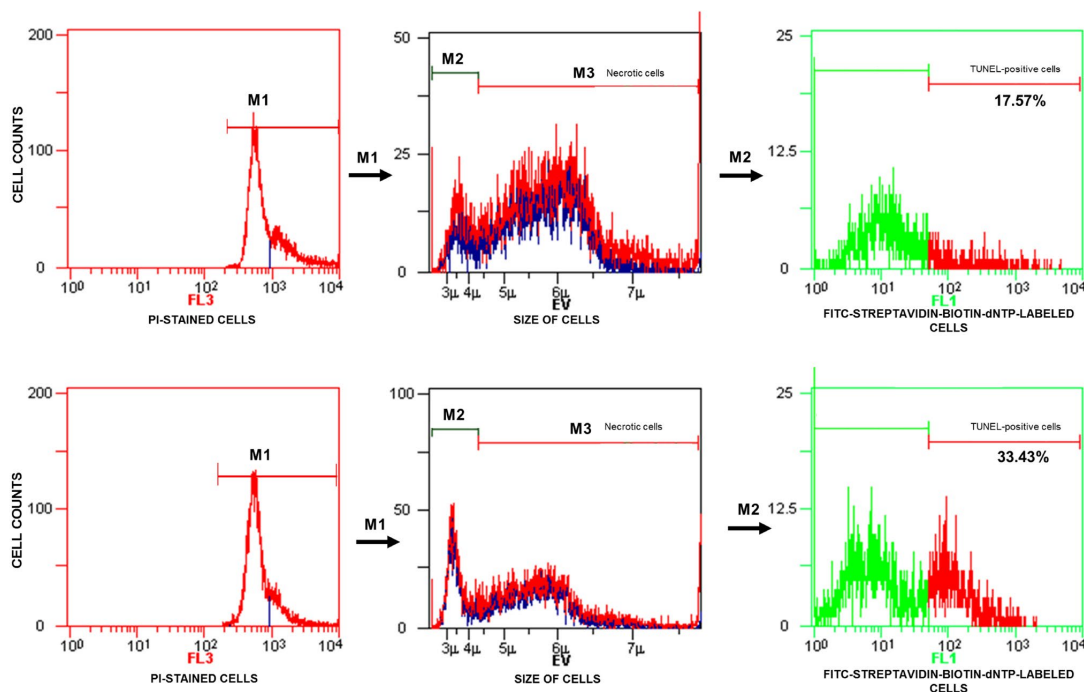 200
100
0
CELL COUNTS
M1
10⁰ 10¹ 10² 10³ 10⁴
FL3
PI-STAINED CELLS
M1
50
25
0
M2
M3 Necrotic cells
3µ 4µ 5µ 6µ 7µ
EV
SIZE OF CELLS
M2
25
12.5
0
TUNEL-positive cells
17.57%
10⁰ 10¹ 10² 10³ 10⁴
FL1
FITC-STREPTAVIDIN-BIOTIN-dNTP-LABELED
CELLS
200
100
0
CELL COUNTS
M1
10⁰ 10¹ 10² 10³ 10⁴
FL3
PI-STAINED CELLS
M1
100
50
0
M2
M3 Necrotic cells
3µ 4µ 5µ 6µ 7µ
EV
SIZE OF CELLS
M2
25
12.5
0
TUNEL-positive cells
33.43%
10⁰ 10¹ 10² 10³ 10⁴
FL1
FITC-STREPTAVIDIN-BIOTIN-dNTP-LABELED
CELLS